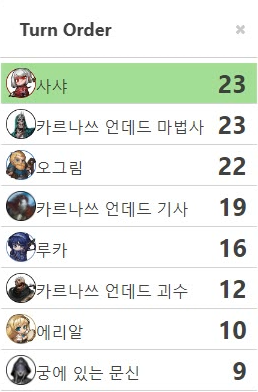 Turn Order ×
사샤 23
카르나쓰 언데드 마법사 23
오그림 22
카르나쓰 언데드 기사 19
루카 16
카르나쓰 언데드 괴수 12
에리알 10
궁에 있는 문신 9